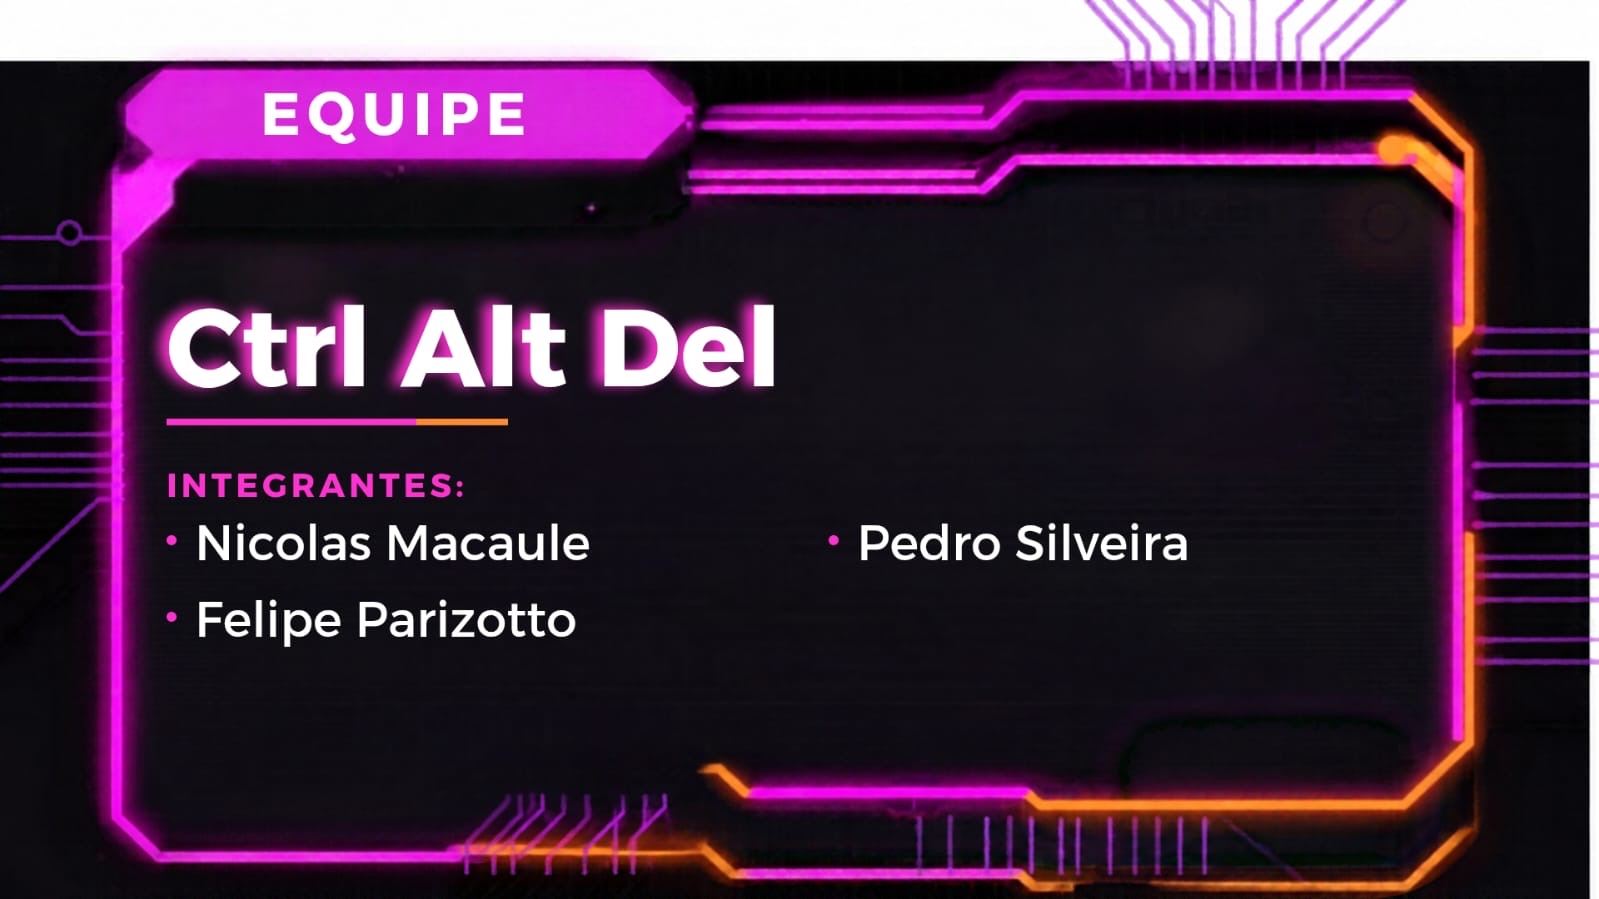 EQUIPE
Ctrl Alt Del
INTEGRANTES:
• Nicolas Macaule
• Felipe Parizotto
• Pedro Silveira